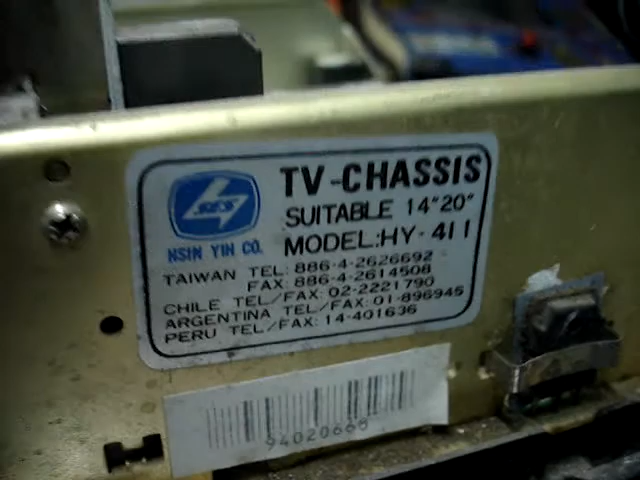 TV-CHASSIS
SUITABLE 14"20"
MODEL:HY-411
HSIN YIN CO.
TAIWAN TEL: 886-4-2626692
FAX: 886-4-2614508
CHILE TEL/FAX: 02-2221790
ARGENTINA TEL/FAX: 01-896945
PERU TEL/FAX: 14-401636
94020660